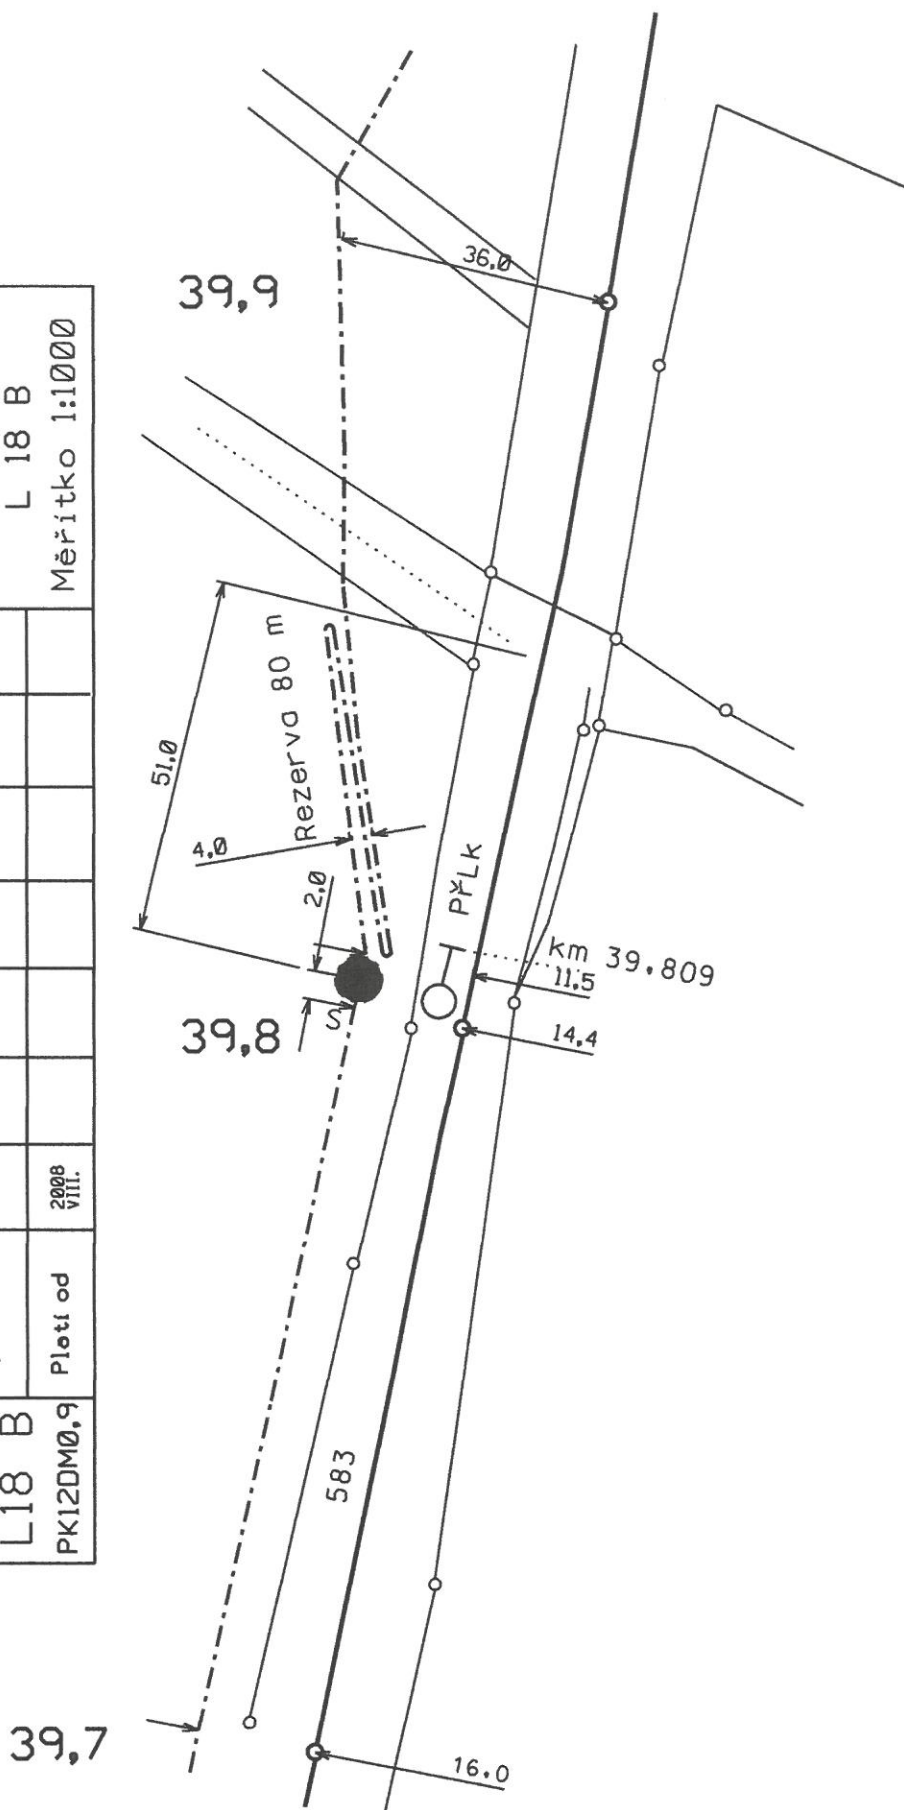 36,0
39,9
L 18 B
Měřítko 1:1000
Rezerva 80 m
51,0
4,0
2,0
PřLk
km 39.809
11,5
S
39,8
14,4
2008
VIII.
Platí od
L18 B
PK12DM0,9
583
39,7
16.0